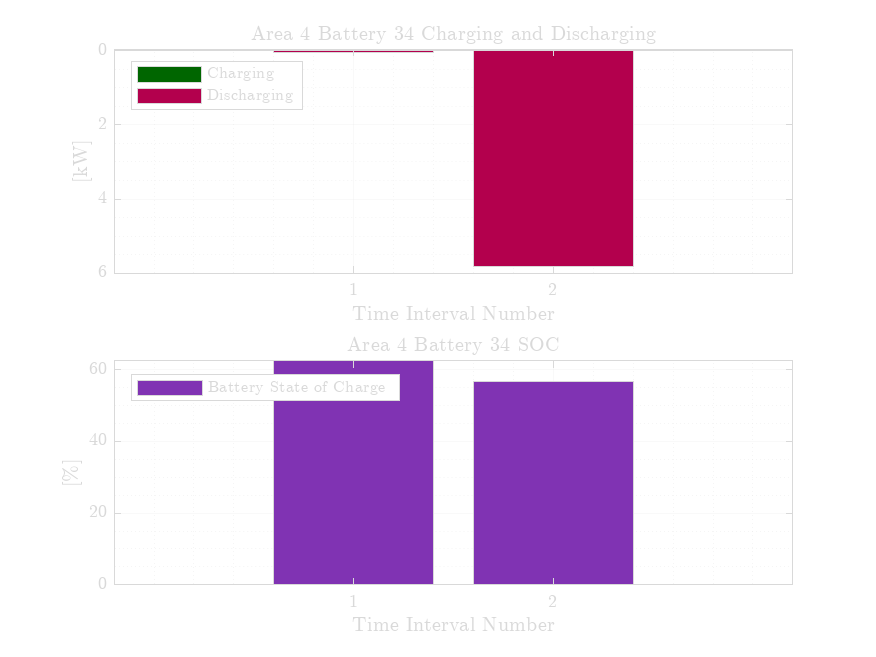 Area 4 Battery 34 Charging and Discharging
0
2
4
6
[kW]
Charging
Discharging
1
2
Time Interval Number
Area 4 Battery 34 SOC
60
40
20
0
[%]
Battery State of Charge
1
2
Time Interval Number